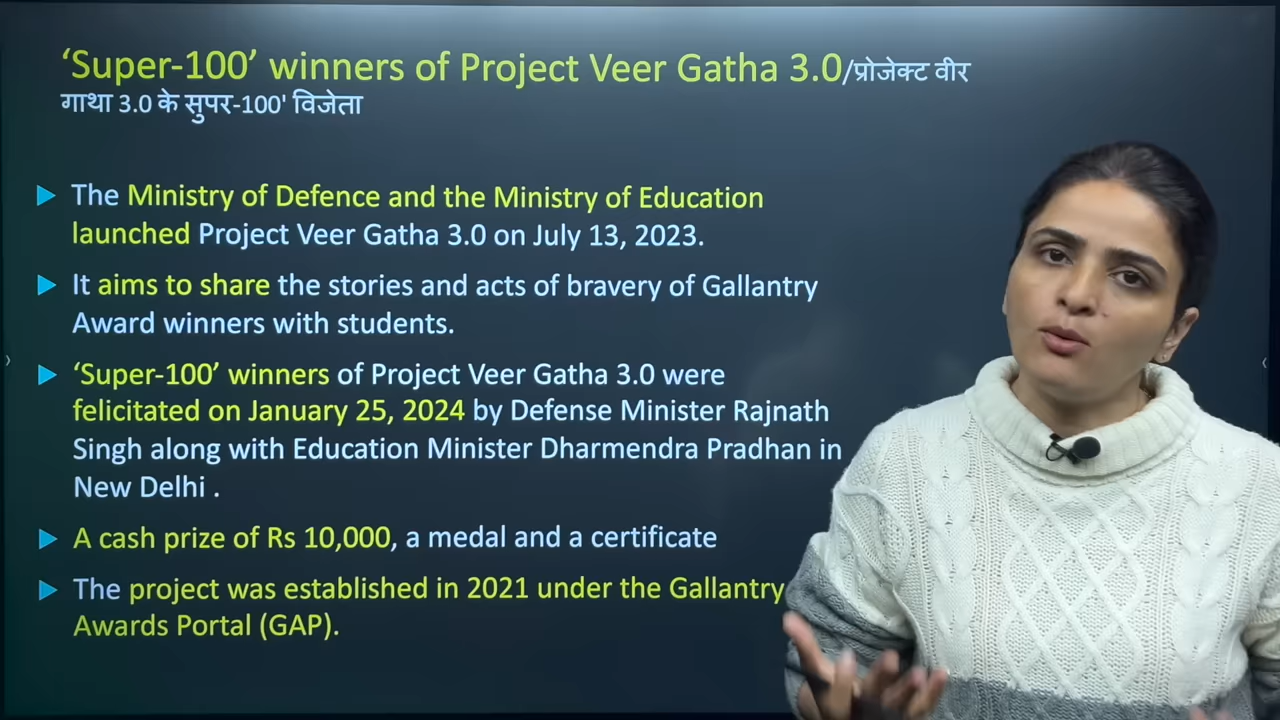 ‘Super-100’ winners of Project Veer Gatha 3.0/प्रोजेक्ट वीर
गाथा 3.0 के सुपर-100' विजेता
The Ministry of Defence and the Ministry of Education
launched Project Veer Gatha 3.0 on July 13, 2023.
It aims to share the stories and acts of bravery of Gallantry
Award winners with students.
‘Super-100’ winners of Project Veer Gatha 3.0 were
felicitated on January 25, 2024 by Defense Minister Rajnath
Singh along with Education Minister Dharmendra Pradhan in
New Delhi .
A cash prize of Rs 10,000, a medal and a certificate
The project was established in 2021 under the Gallantry
Awards Portal (GAP).